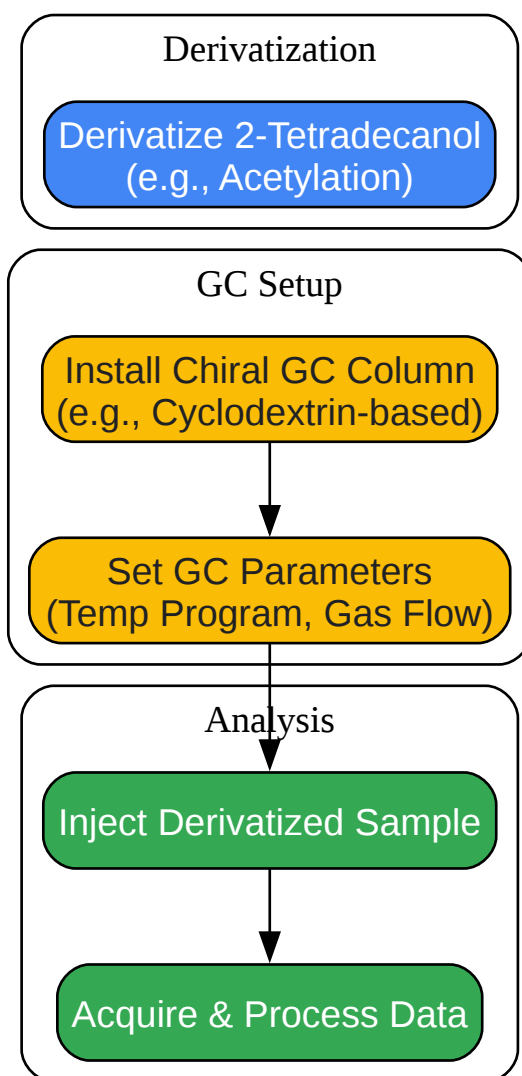 Derivatization
Derivatize 2-Tetradecanol
(e.g., Acetylation)
GC Setup
Install Chiral GC Column
(e.g., Cyclodextrin-based)
Set GC Parameters
(Temp Program, Gas Flow)
Analysis
Inject Derivatized Sample
Acquire & Process Data